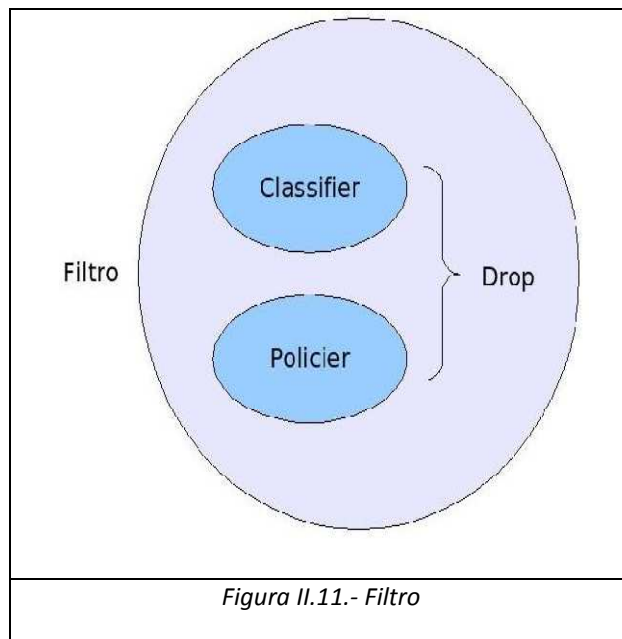 Classifier
Filtro
Drop
Policier
Figura II.11.- Filtro